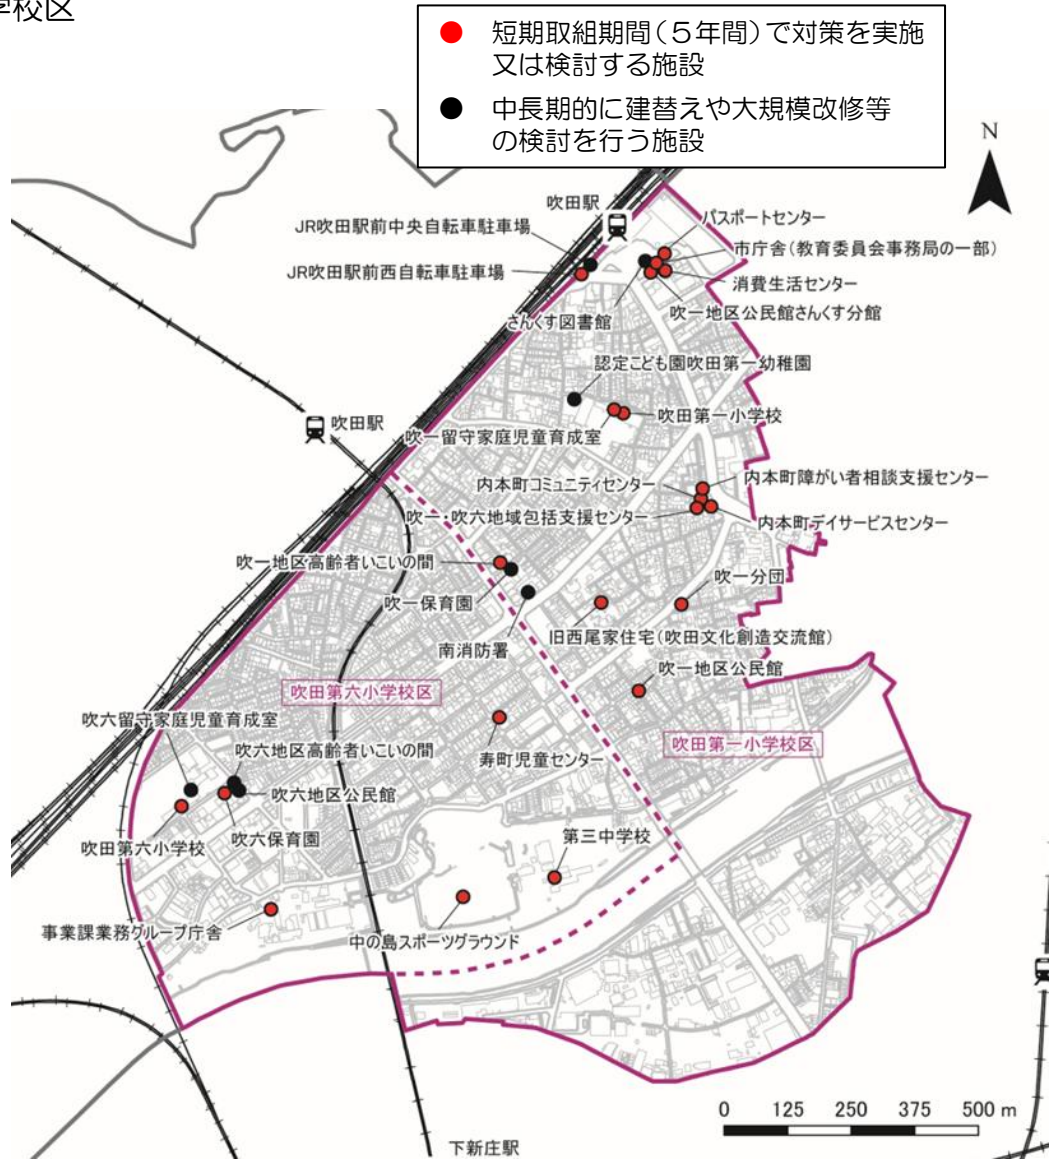 学校区
短期取組期間(5年間)で対策を実施
又は検討する施設
中長期的に建替えや大規模改修等
の検討を行う施設
N
吹田駅
パスポートセンター
JR吹田駅前中央自転車駐車場
市庁舎(教育委員会事務局の一部)
JR吹田駅前西自転車駐車場
消費生活センター
吹一地区公民館さんくす分館
さんくす図書館
認定こども園吹田第一幼稚園
吹田第一小学校
吹田駅
吹一留守家庭児童育成室
内本町コミュニティセンター
内本町障がい者相談支援センター
吹一・吹六地域包括支援センター
内本町デイサービスセンター
吹一地区高齢者いこいの間
吹一分団
吹一保育園
旧西尾家住宅(吹田文化創造交流館)
南消防署
吹一地区公民館
吹田第六小学校区
吹六留守家庭児童育成室
吹田第一小学校区
吹六地区高齢者いこいの間
寿町児童センター
吹六地区公民館
吹六保育園
吹田第六小学校
第三中学校
事業課業務グループ庁舎
中の島スポーツグラウンド
0 125 250 375 500 m
下新庄駅